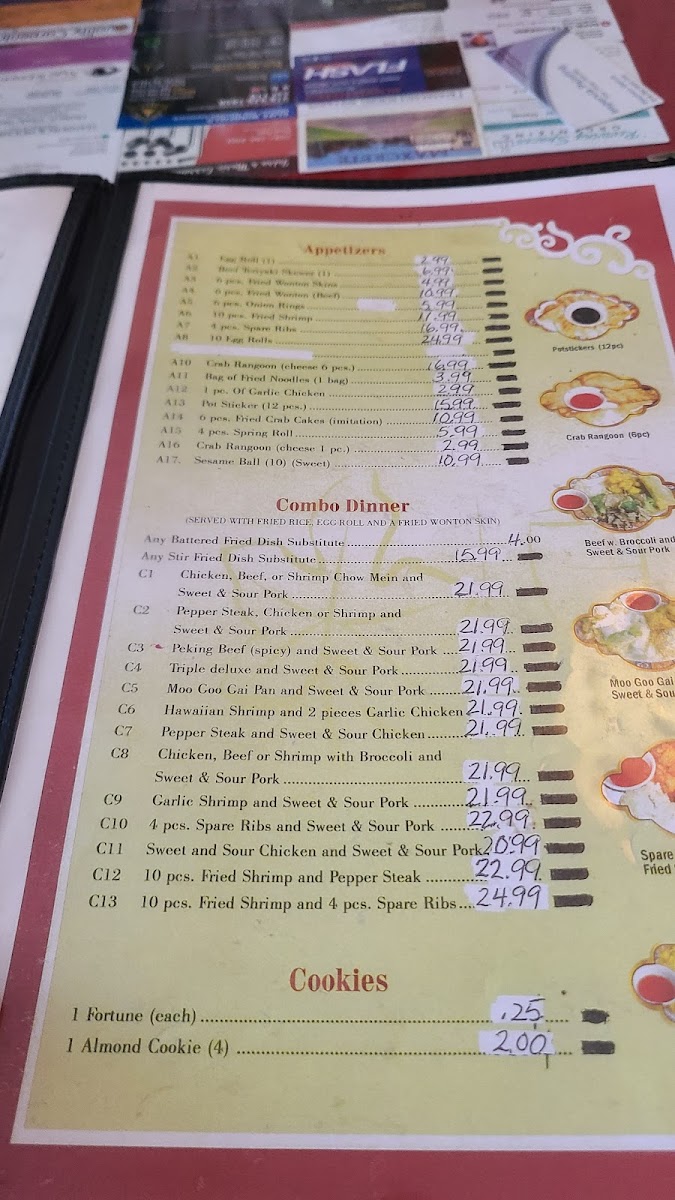 FLASH
Appetizers
A1 Egg Roll (1) 2.99
A2 Beef Teriyaki Skewer (1) 6.99
A3 6 pcs. Fried Wonton Skins 4.99
A4 6 pcs. Fried Wonton (Beef) 10.99
A5 6 pcs. Onion Rings 5.99
A6 10 pcs. Fried Shrimp 17.99
A7 4 pcs. Spare Ribs 16.99
A8 10 Egg Rolls 24.99
A10 Crab Rangoon (cheese 6 pcs.) 16.99
A11 Bag of Fried Noodles (1 bag) 3.99
A12 1 pc. Of Garlic Chicken 2.99
A13 Pot Sticker (12 pcs.) 15.99
A14 6 pcs. Fried Crab Cakes (imitation) 10.99
A15 4 pcs. Spring Roll 5.99
A16 Crab Rangoon (cheese 1 pc.) 2.99
A17. Sesame Ball (10) (Sweet) 10.99
Potstickers (12pc)
Crab Rangoon (6pc)
Combo Dinner
(SERVED WITH FRIED RICE, EGG ROLL AND A FRIED WONTON SKIN)
Any Battered Fried Dish Substitute 4.00
Any Stir Fried Dish Substitute 15.99
C1 Chicken, Beef, or Shrimp Chow Mein and
Sweet & Sour Pork 21.99
C2 Pepper Steak, Chicken or Shrimp and
Sweet & Sour Pork 21.99
C3 Peking Beef (spicy) and Sweet & Sour Pork 21.99
C4 Triple deluxe and Sweet & Sour Pork 21.99
C5 Moo Goo Gai Pan and Sweet & Sour Pork 21.99
C6 Hawaiian Shrimp and 2 pieces Garlic Chicken 21.99
C7 Pepper Steak and Sweet & Sour Chicken 21.99
C8 Chicken, Beef or Shrimp with Broccoli and
Sweet & Sour Pork 21.99
C9 Garlic Shrimp and Sweet & Sour Pork 21.99
C10 4 pcs. Spare Ribs and Sweet & Sour Pork 22.99
C11 Sweet and Sour Chicken and Sweet & Sour Pork 20.99
C12 10 pcs. Fried Shrimp and Pepper Steak 22.99
C13 10 pcs. Fried Shrimp and 4 pcs. Spare Ribs 24.99
Beef w. Broccoli and
Sweet & Sour Pork
Moo Goo Gai
Sweet & Sou
Spare
Fried
Cookies
1 Fortune (each) .25
1 Almond Cookie (4) 2.00